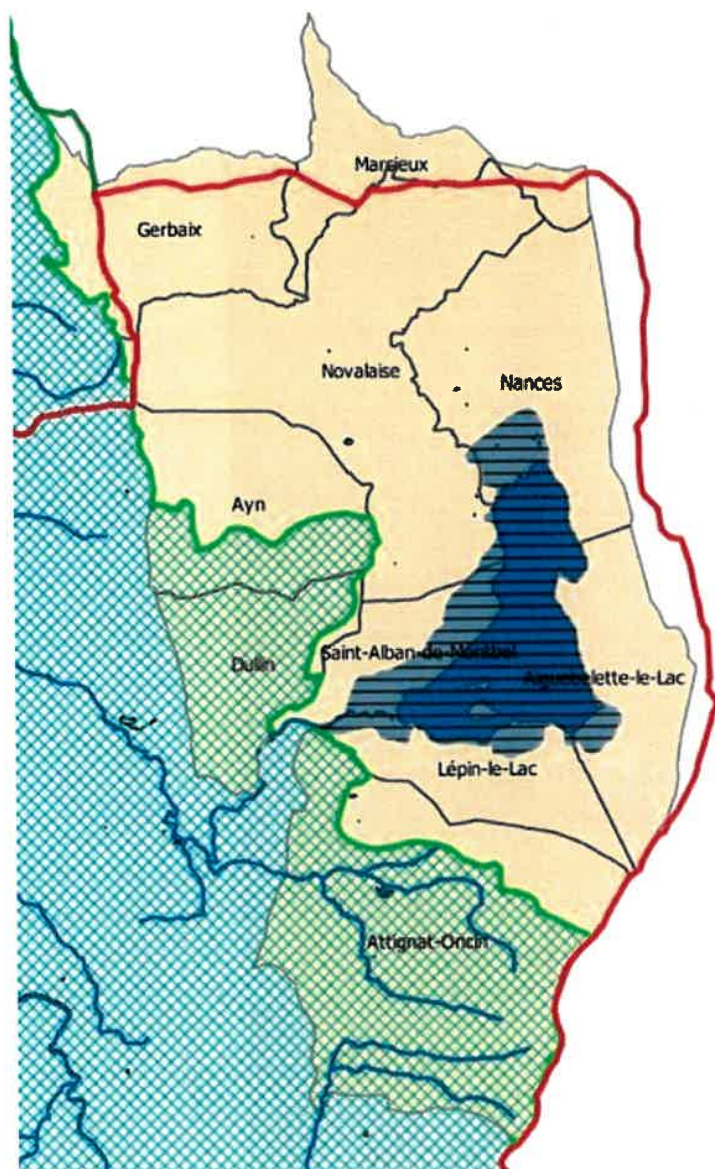 Marcieux
Gerbaix
Novalaise
Nances
Ayn
Saint-Alban-de-Montbel
Dullin
Aiguebelette-le-Lac
Lépin-le-Lac
Attignat-Oncin